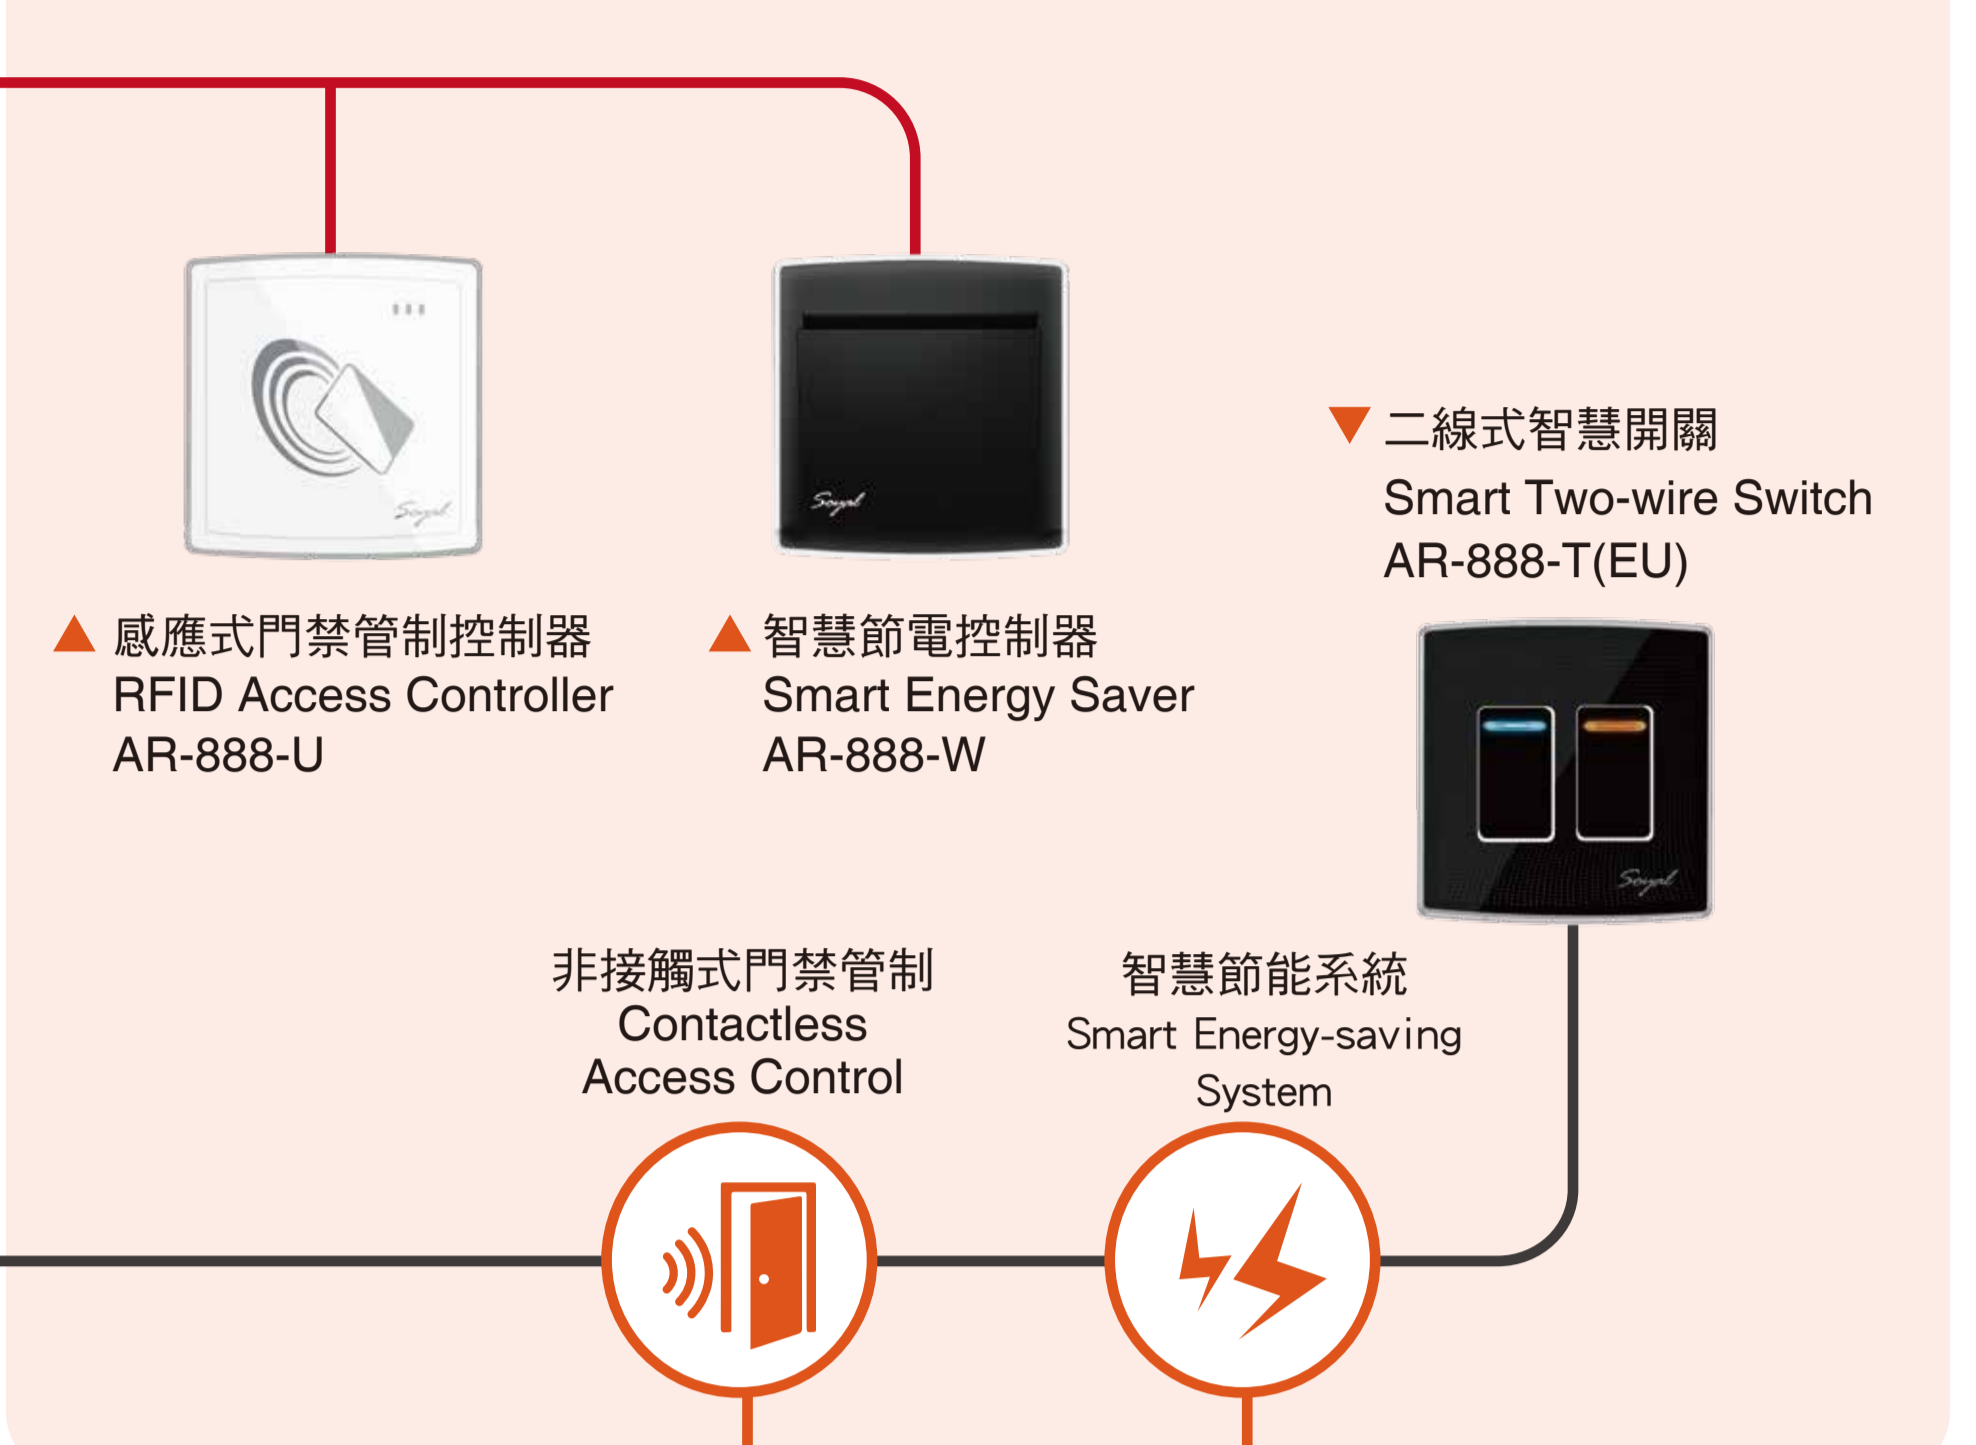 Soyal
Soyal
二線式智慧開關
Smart Two-wire Switch
AR-888-T(EU)
感應式門禁管制控制器
RFID Access Controller
AR-888-U
智慧節電控制器
Smart Energy Saver
AR-888-W
Soyal
非接觸式門禁管制
Contactless
Access Control
智慧節能系統
Smart Energy-saving
System